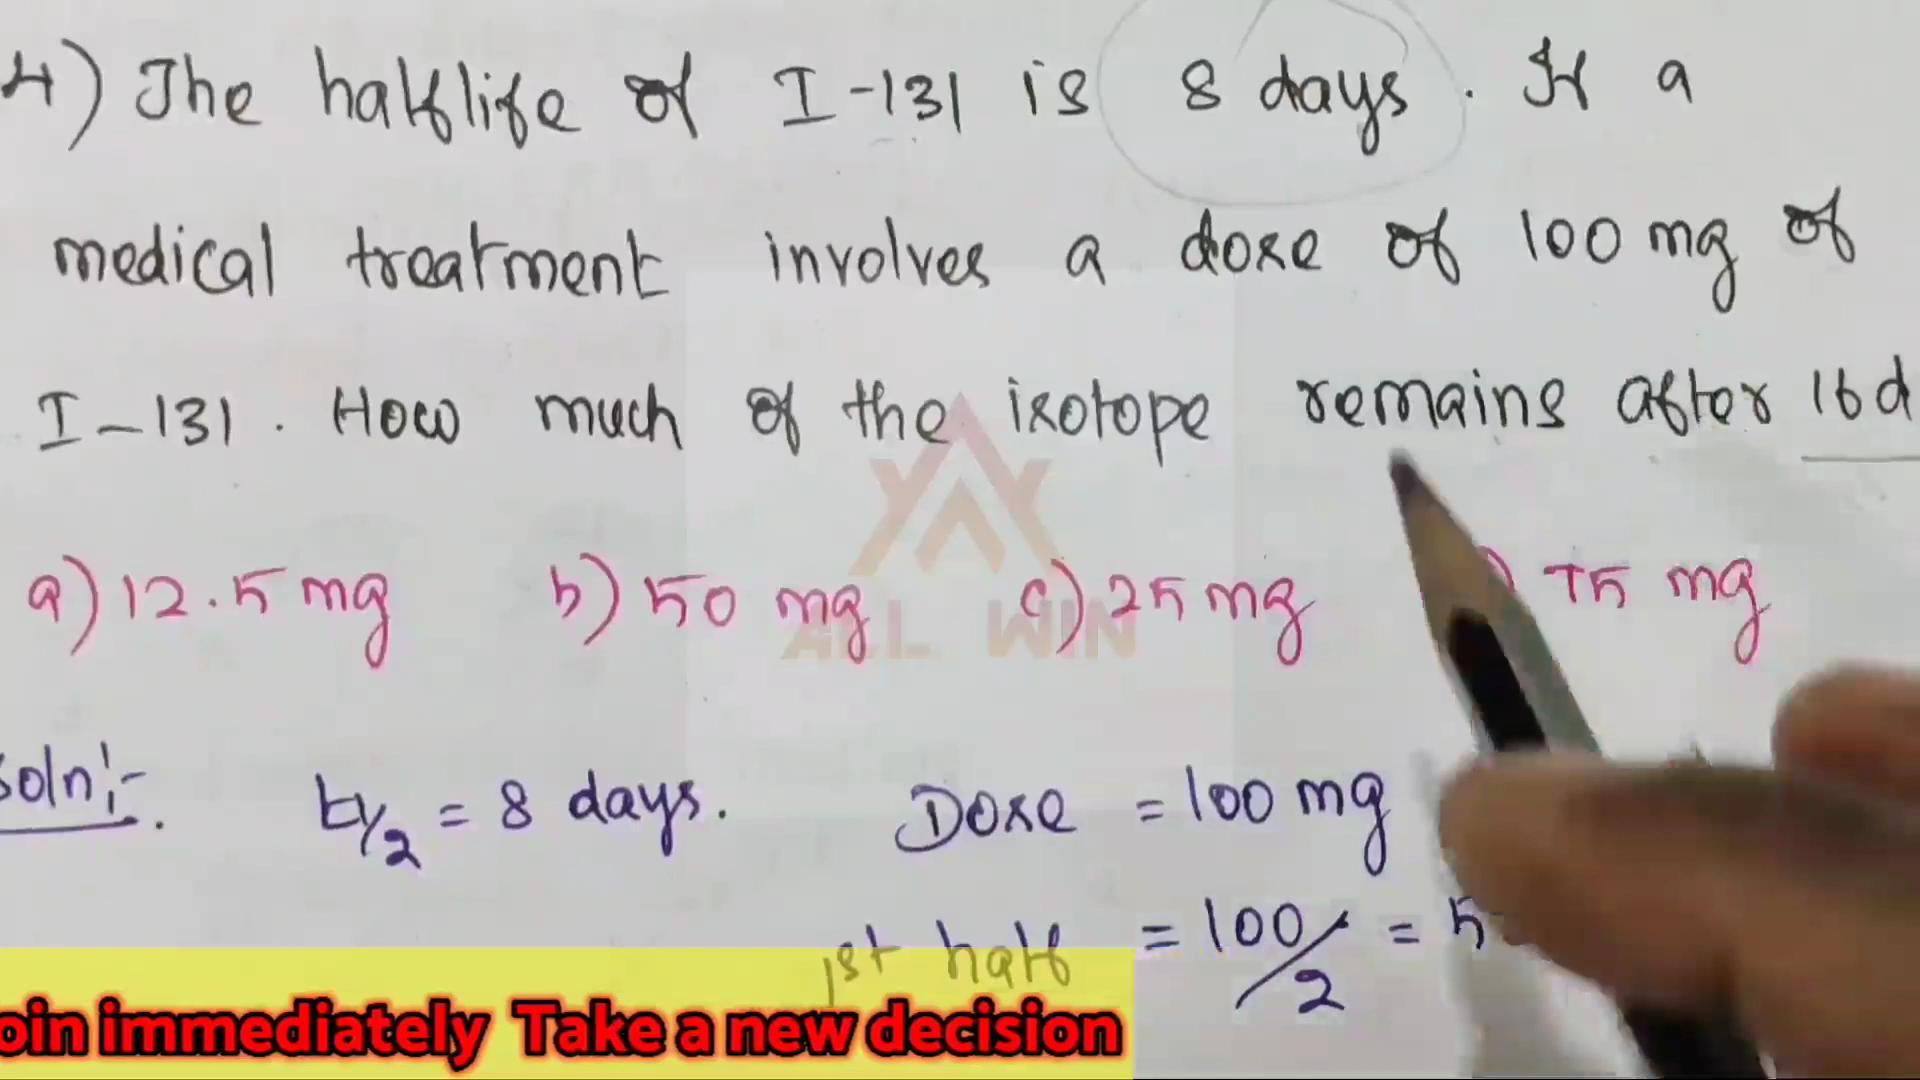 4) The halflife of I-131 is 8 days. If a
medical treatment involves a dose of 100 mg of
I-131. How much of the isotope remains after 16 d
a) 12.5 mg b) 50 mg c) 25 mg ) 75 mg
Soln:- t1/2 = 8 days. Dose = 100 mg
1st half = 100/2 = 5
ALL WIN
oin immediately Take a new decision